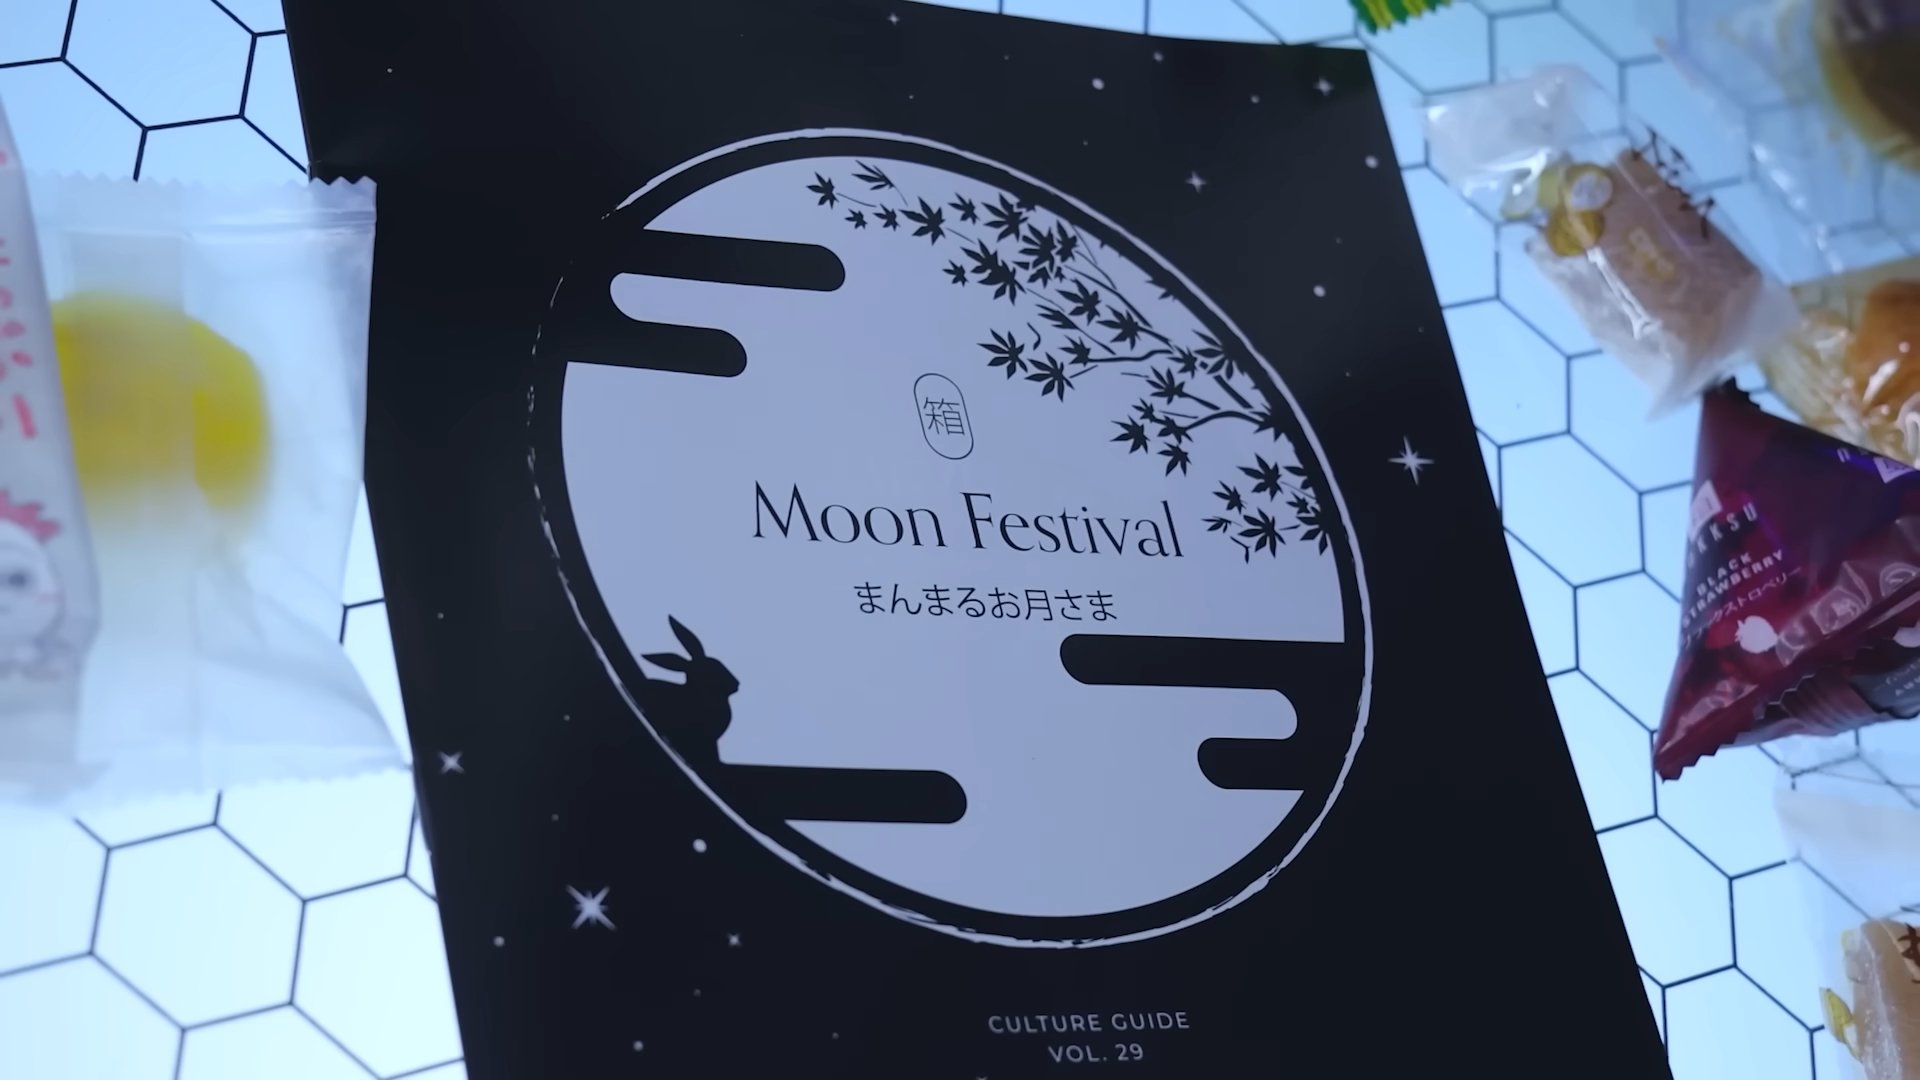 箱
Moon Festival
まんまるお月さま
CULTURE GUIDE
VOL. 29
BLACK
STRAWBERRY